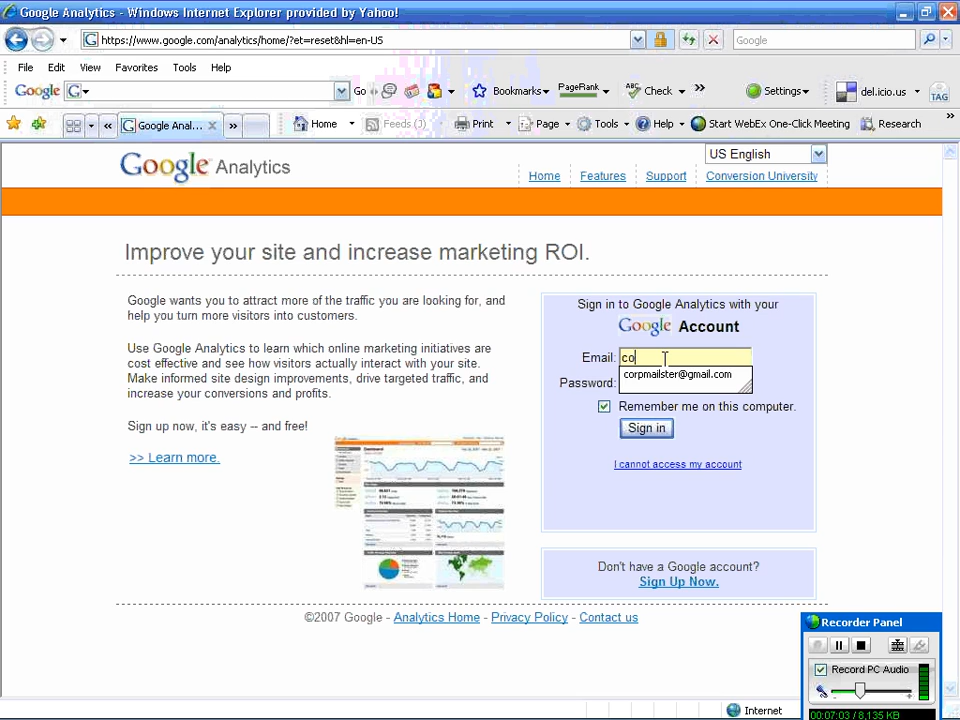 Google Analytics - Windows Internet Explorer provided by Yahoo!
https://www.google.com/analytics/home/?et=reset&hl=en-US
Google
File Edit View Favorites Tools Help
Google G Go Bookmarks PageRank Check Settings del.icio.us TAG
Google Anal... Home Feeds (J) Print Page Tools Help Start WebEx One-Click Meeting Research
Google Analytics
US English
Home Features Support Conversion University
Improve your site and increase marketing ROI.
Google wants you to attract more of the traffic you are looking for, and
help you turn more visitors into customers.
Use Google Analytics to learn which online marketing initiatives are
cost effective and see how visitors actually interact with your site.
Make informed site design improvements, drive targeted traffic, and
increase your conversions and profits.
Sign up now, it's easy -- and free!
>> Learn more.
Sign in to Google Analytics with your
Google Account
Email: co
corpmailster@gmail.com
Password:
Remember me on this computer.
Sign in
I cannot access my account
Don't have a Google account?
Sign Up Now.
©2007 Google - Analytics Home - Privacy Policy - Contact us
Recorder Panel
Record PC Audio
00:07:03 / 8,135 KB
Internet